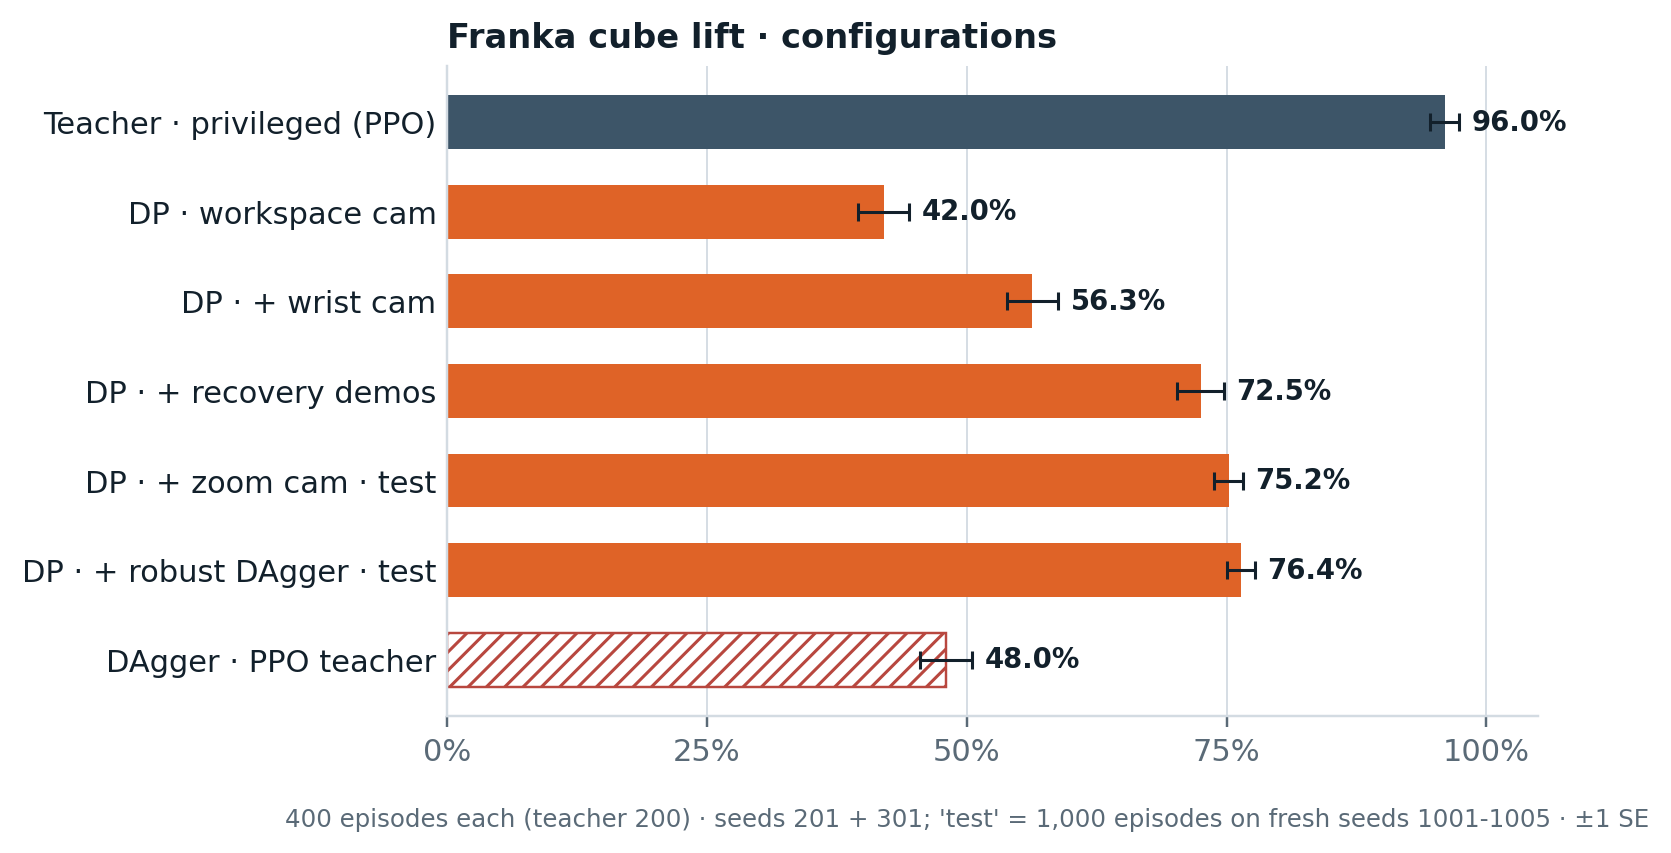 Franka cube lift · configurations
Teacher · privileged (PPO)
96.0%
DP · workspace cam
42.0%
DP · + wrist cam
56.3%
DP · + recovery demos
72.5%
DP · + zoom cam · test
75.2%
DP · + robust DAgger · test
76.4%
DAgger · PPO teacher
48.0%
0% 25% 50% 75% 100%
400 episodes each (teacher 200) · seeds 201 + 301; 'test' = 1,000 episodes on fresh seeds 1001-1005 · ±1 SE